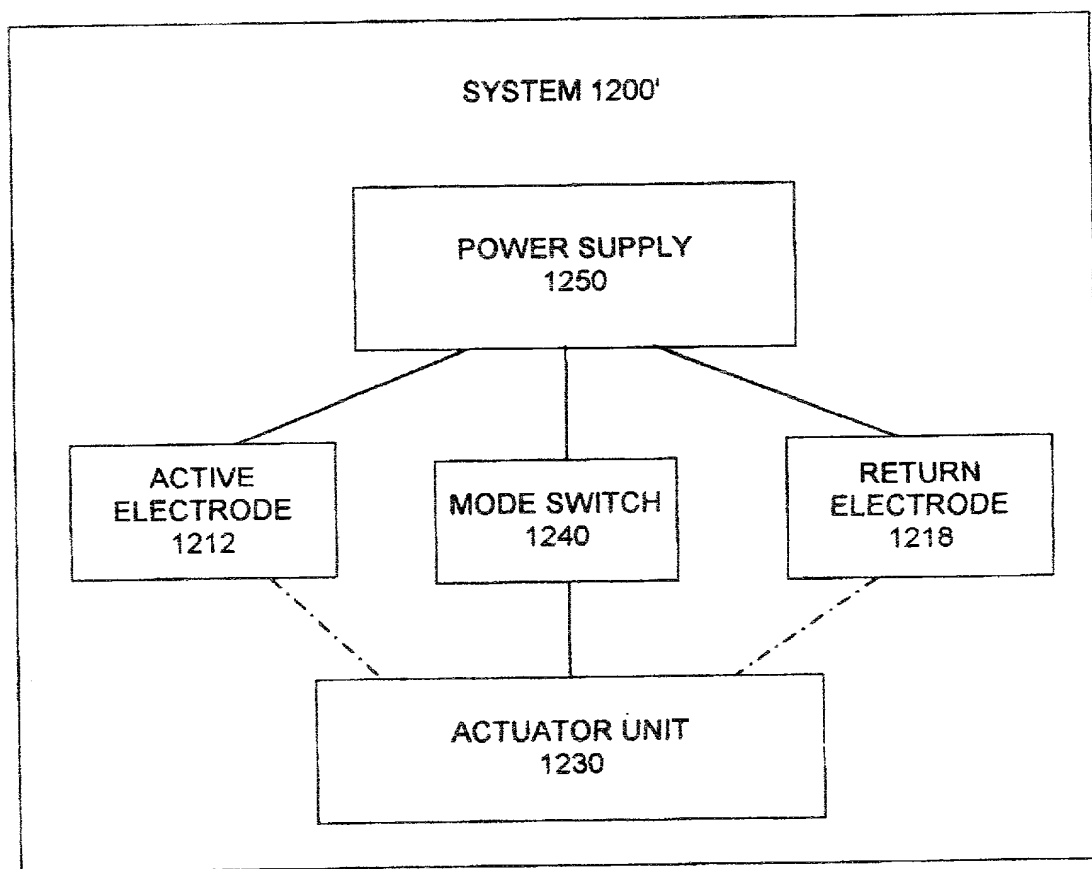 SYSTEM 1200'
POWER SUPPLY
1250
ACTIVE
ELECTRODE
1212
MODE SWITCH
1240
RETURN
ELECTRODE
1218
ACTUATOR UNIT
1230